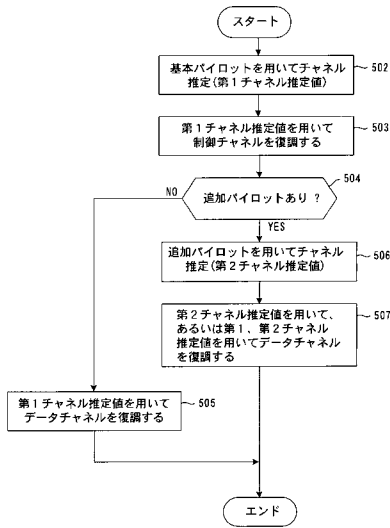 スタート
基本パイロットを用いてチャネル
推定(第1チャネル推定値)
502
第1チャネル推定値を用いて
制御チャネルを復調する
503
追加パイロットあり?
504
NO
YES
追加パイロットを用いてチャネル
推定(第2チャネル推定値)
506
第2チャネル推定値を用いて、
あるいは第1、第2チャネル
推定値を用いてデータチャネル
を復調する
507
第1チャネル推定値を用いて
データチャネルを復調する
505
エンド